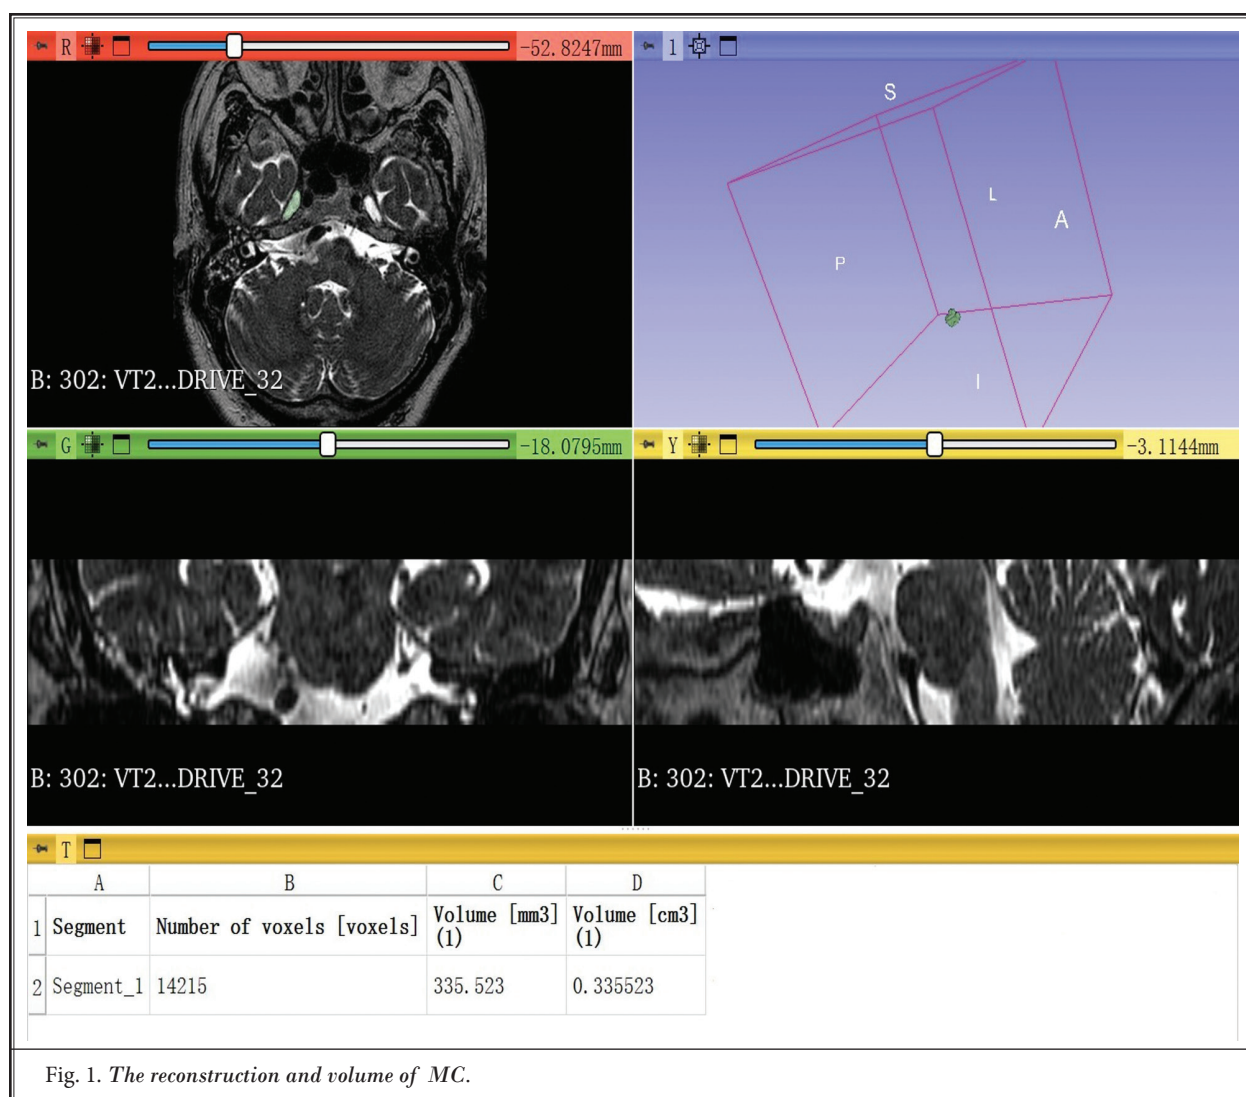 R -52.8247mm
1
S
L
A
P
I
B: 302: VT2...DRIVE_32
G -18.0795mm
Y -3.1144mm
B: 302: VT2...DRIVE_32
B: 302: VT2...DRIVE_32
T
A B C D
1 Segment Number of voxels [voxels] Volume [mm3] (1) Volume [cm3] (1)
2 Segment_1 14215 335.523 0.335523
Fig. 1. The reconstruction and volume of MC.